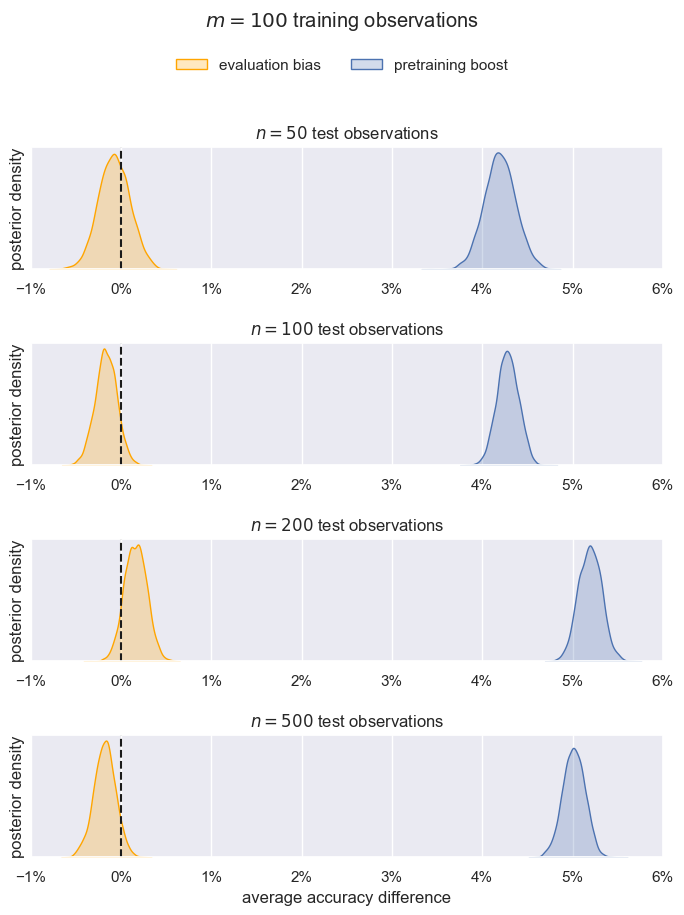 m = 100 training observations
evaluation bias pretraining boost
n = 50 test observations
posterior density
−1% 0% 1% 2% 3% 4% 5% 6%
n = 100 test observations
posterior density
−1% 0% 1% 2% 3% 4% 5% 6%
n = 200 test observations
posterior density
−1% 0% 1% 2% 3% 4% 5% 6%
n = 500 test observations
posterior density
−1% 0% 1% 2% 3% 4% 5% 6%
average accuracy difference